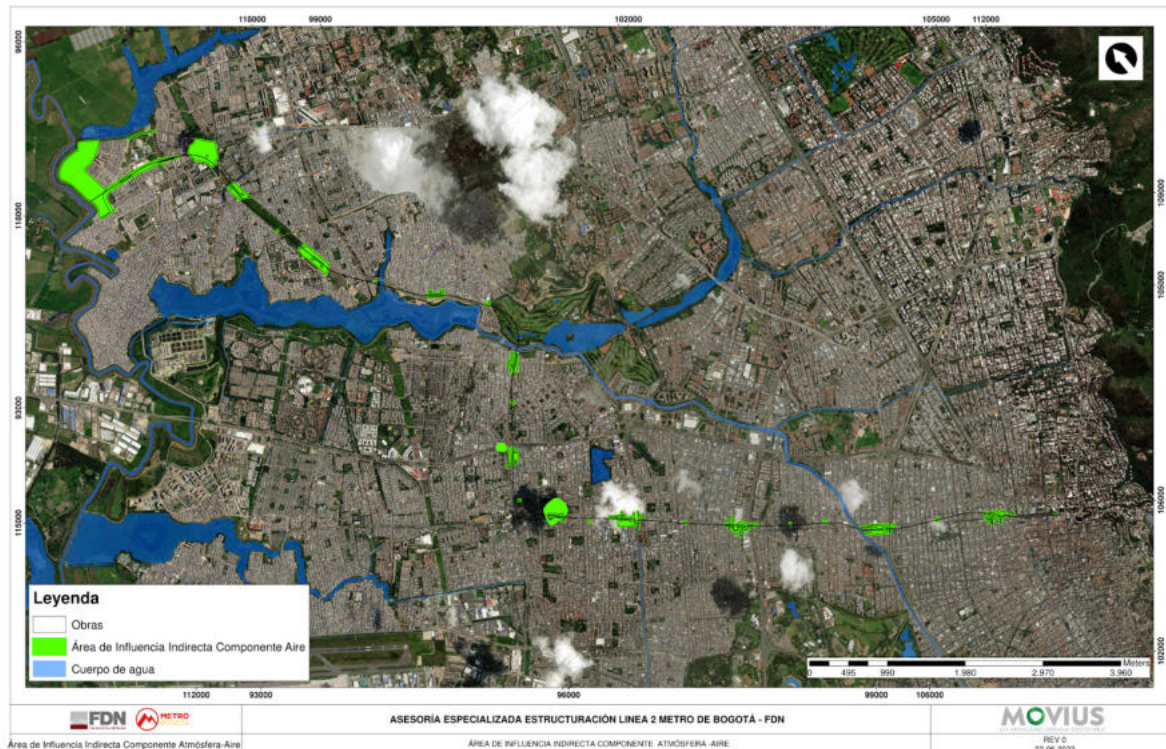 118000 99000 102000 105000 112000
96000
118000
93000
115000
109000
105000
106000
102000
Leyenda
Obras
Área de Influencia Indirecta Componente Aire
Cuerpo de agua
Meters
0 495 990 1.980 2.970 3.960
112000 93000 96000 99000 106000
FDN
METRO
ASESORÍA ESPECIALIZADA ESTRUCTURACIÓN LINEA 2 METRO DE BOGOTÁ - FDN
MOVIUS
Área de Influencia Indirecta Componente Atmósfera-Aire
ÁREA DE INFLUENCIA INDIRECTA COMPONENTE ATMÓSFERA -AIRE
REV 0